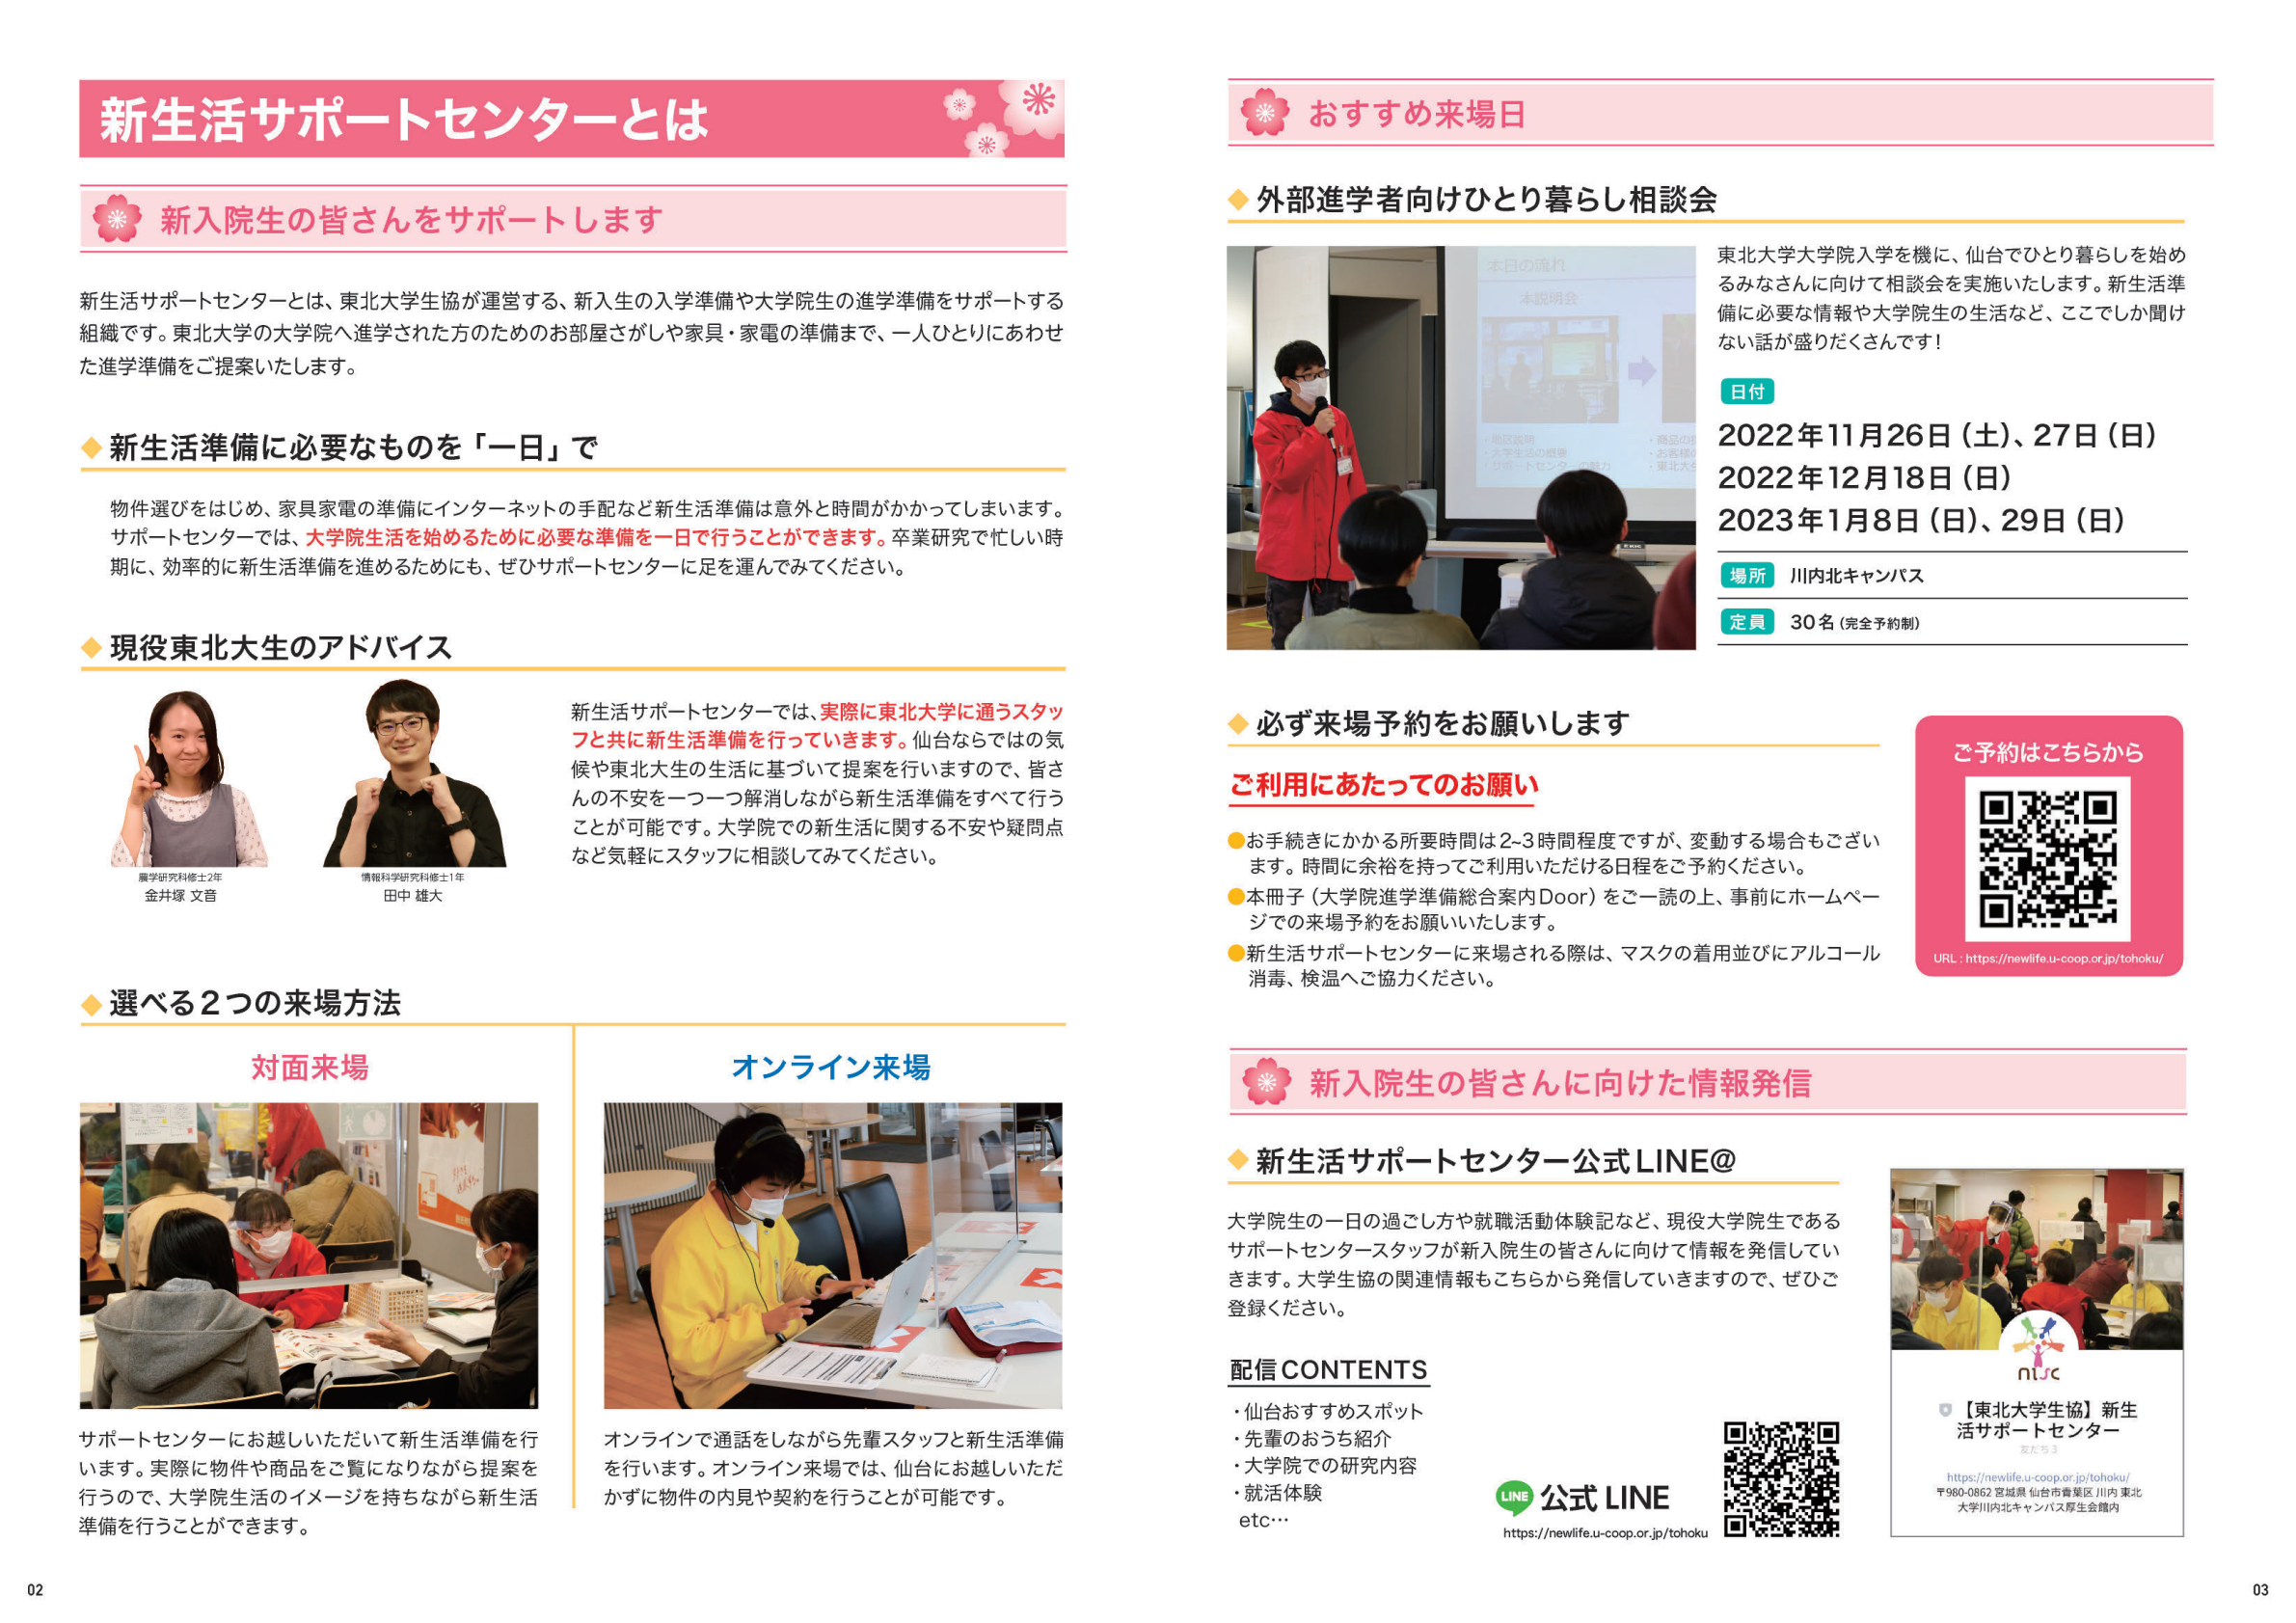 新生活サポートセンターとは
新入院生の皆さんをサポートします
新生活サポートセンターとは、東北大学生協が運営する、新入生の入学準備や大学院生の進学準備をサポートする
組織です。東北大学の大学院へ進学された方のためのお部屋さがしや家具・家電の準備まで、一人ひとりにあわせ
た進学準備をご提案いたします。
◆新生活準備に必要なものを「一日」で
物件選びをはじめ、家具家電の準備にインターネットの手配など新生活準備は意外と時間がかかってしまいます。
サポートセンターでは、大学院生活を始めるために必要な準備を一日で行うことができます。卒業研究で忙しい時
期に、効率的に新生活準備を進めるためにも、ぜひサポートセンターに足を運んでみてください。
◆現役東北大生のアドバイス
農学研究科修士2年
金井塚 文音
情報科学研究科修士1年
田中 雄大
新生活サポートセンターでは、実際に東北大学に通うスタッ
フと共に新生活準備を行っていきます。仙台ならではの気
候や東北大生の生活に基づいて提案を行いますので、皆さ
んの不安を一つ一つ解消しながら新生活準備をすべて行う
ことが可能です。大学院での新生活に関する不安や疑問点
など気軽にスタッフに相談してみてください。
◆選べる2つの来場方法
対面来場
サポートセンターにお越しいただいて新生活準備を行
います。実際に物件や商品をご覧になりながら提案を
行うので、大学院生活のイメージを持ちながら新生活
準備を行うことができます。
オンライン来場
オンラインで通話をしながら先輩スタッフと新生活準備
を行います。オンライン来場では、仙台にお越しいただ
かずに物件の内見や契約を行うことが可能です。
02
おすすめ来場日
◆外部進学者向けひとり暮らし相談会
本日の流れ
本説明会
・地区説明
・大学生活の概要
・サポートセンターの魅力
東北大学大学院入学を機に、仙台でひとり暮らしを始め
るみなさんに向けて相談会を実施いたします。新生活準
備に必要な情報や大学院生の生活など、ここでしか聞け
ない話が盛りだくさんです！
日付
2022年11月26日（土）、27日（日）
2022年12月18日（日）
2023年1月8日（日）、29日（日）
場所 川内北キャンパス
定員 30名（完全予約制）
◆必ず来場予約をお願いします
ご利用にあたってのお願い
●お手続きにかかる所要時間は2~3時間程度ですが、変動する場合もござい
ます。時間に余裕を持ってご利用いただける日程をご予約ください。
●本冊子（大学院進学準備総合案内Door）をご一読の上、事前にホームペー
ジでの来場予約をお願いいたします。
●新生活サポートセンターに来場される際は、マスクの着用並びにアルコール
消毒、検温へご協力ください。
ご予約はこちらから
URL : https://newlife.u-coop.or.jp/tohoku/
新入院生の皆さんに向けた情報発信
◆新生活サポートセンター公式LINE@
大学院生の一日の過ごし方や就職活動体験記など、現役大学院生である
サポートセンタースタッフが新入院生の皆さんに向けて情報を発信してい
きます。大学生協の関連情報もこちらから発信していきますので、ぜひご
登録ください。
配信CONTENTS
・仙台おすすめスポット
・先輩のおうち紹介
・大学院での研究内容
・就活体験
etc…
LINE 公式 LINE
https://newlife.u-coop.or.jp/tohoku
nisc
【東北大学生協】新生
活サポートセンター
友だち 3
https://newlife.u-coop.or.jp/tohoku/
〒980-0862 宮城県 仙台市青葉区 川内 東北
大学川内北キャンパス厚生会館内
03